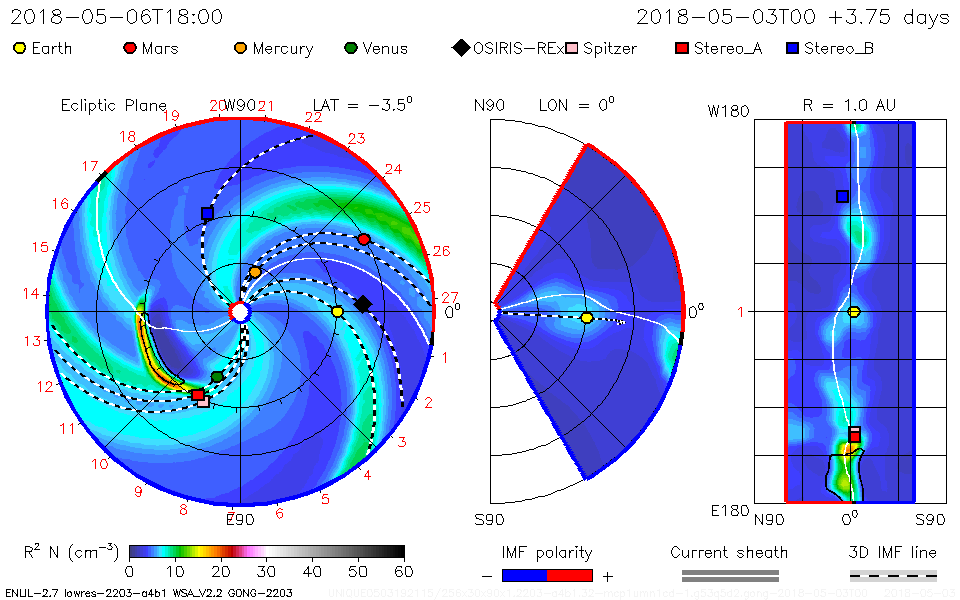 2018-05-06T18:00 2018-05-03T00 +3.75 days
Earth Mars Mercury Venus OSIRIS-REx Spitzer Stereo_A Stereo_B
Ecliptic Plane W90 LAT = -3.5° N90 LON = 0° W180 R = 1.0 AU
17 18 19 20 21 22 23 24 25 26 27
16 15 14 13 12 11 10 9 8 7 6 5 4 3 2 1
0° 0° 1
E90 S90 E180 N90 0° S90
R² N (cm⁻³)
0 10 20 30 40 50 60
IMF polarity Current sheath 3D IMF line
- +
ENLIL-2.7 lowres-2203-a4b1 WSA_V2.2 GONG-2203